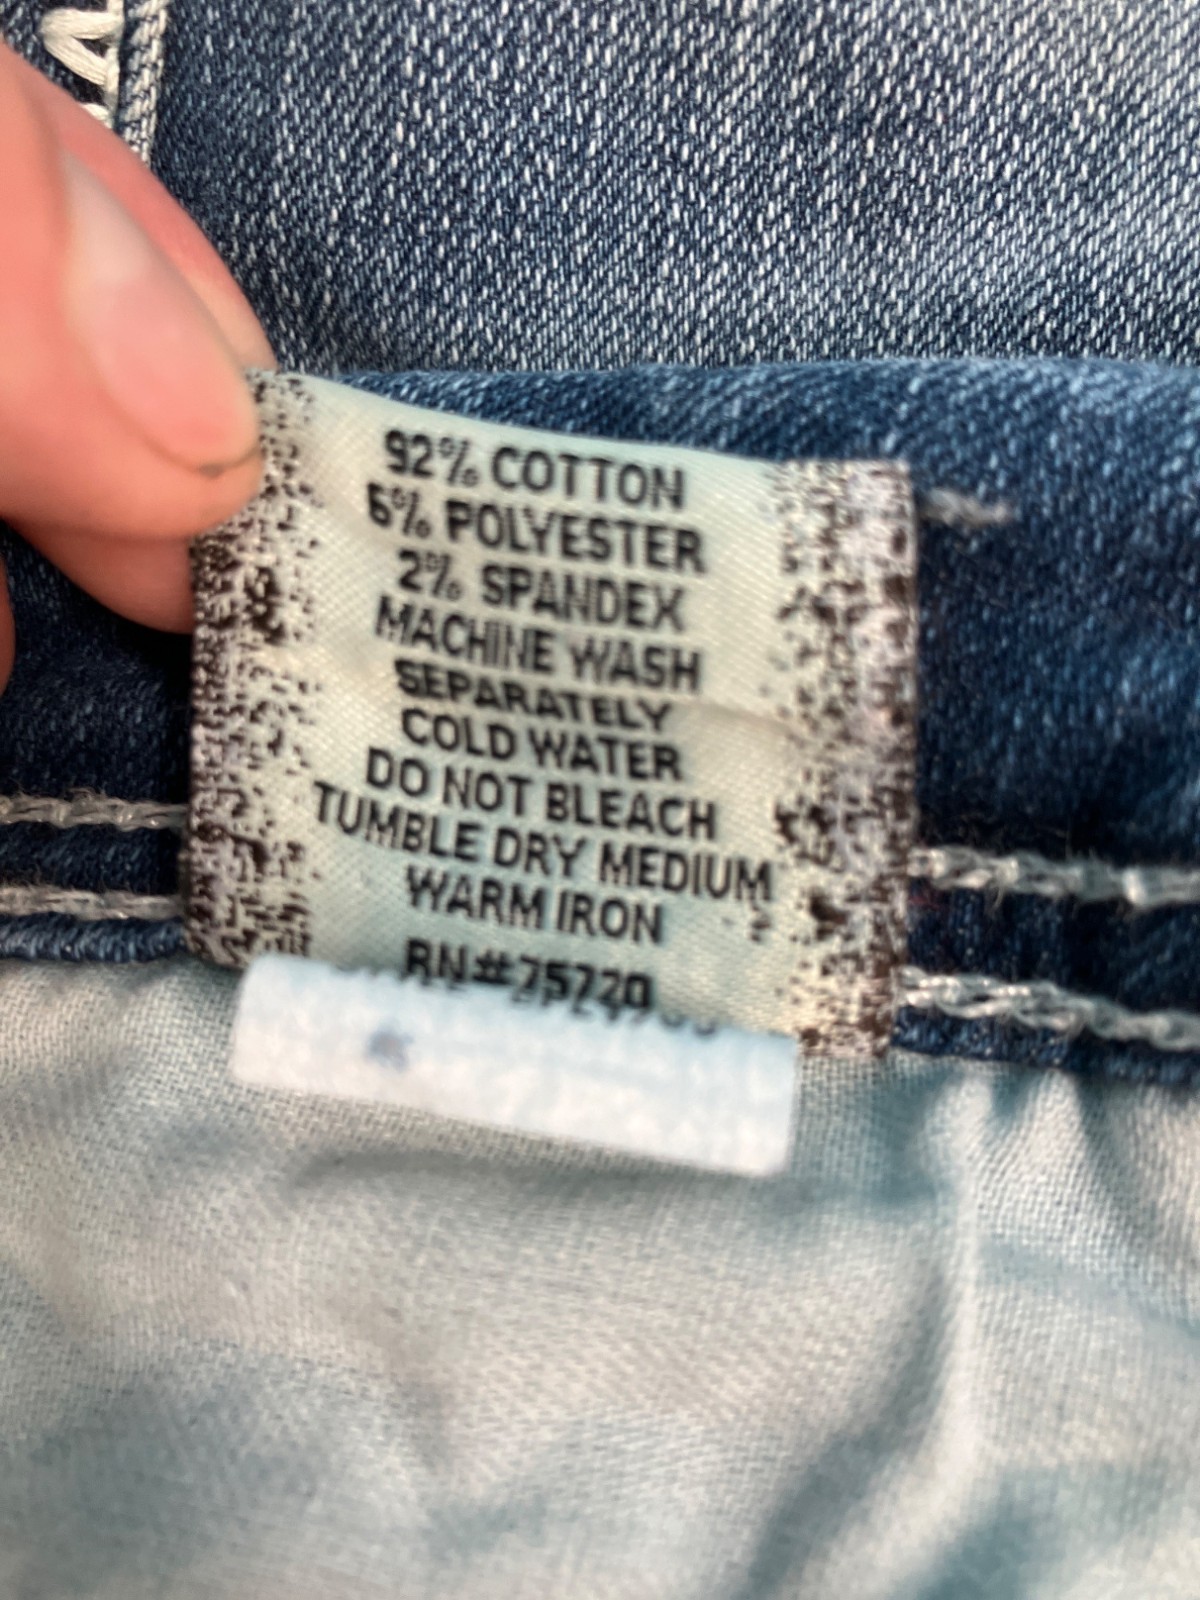 92% COTTON
6% POLYESTER
2% SPANDEX
MACHINE WASH
SEPARATELY
COLD WATER
DO NOT BLEACH
TUMBLE DRY MEDIUM
WARM IRON
RN#75720